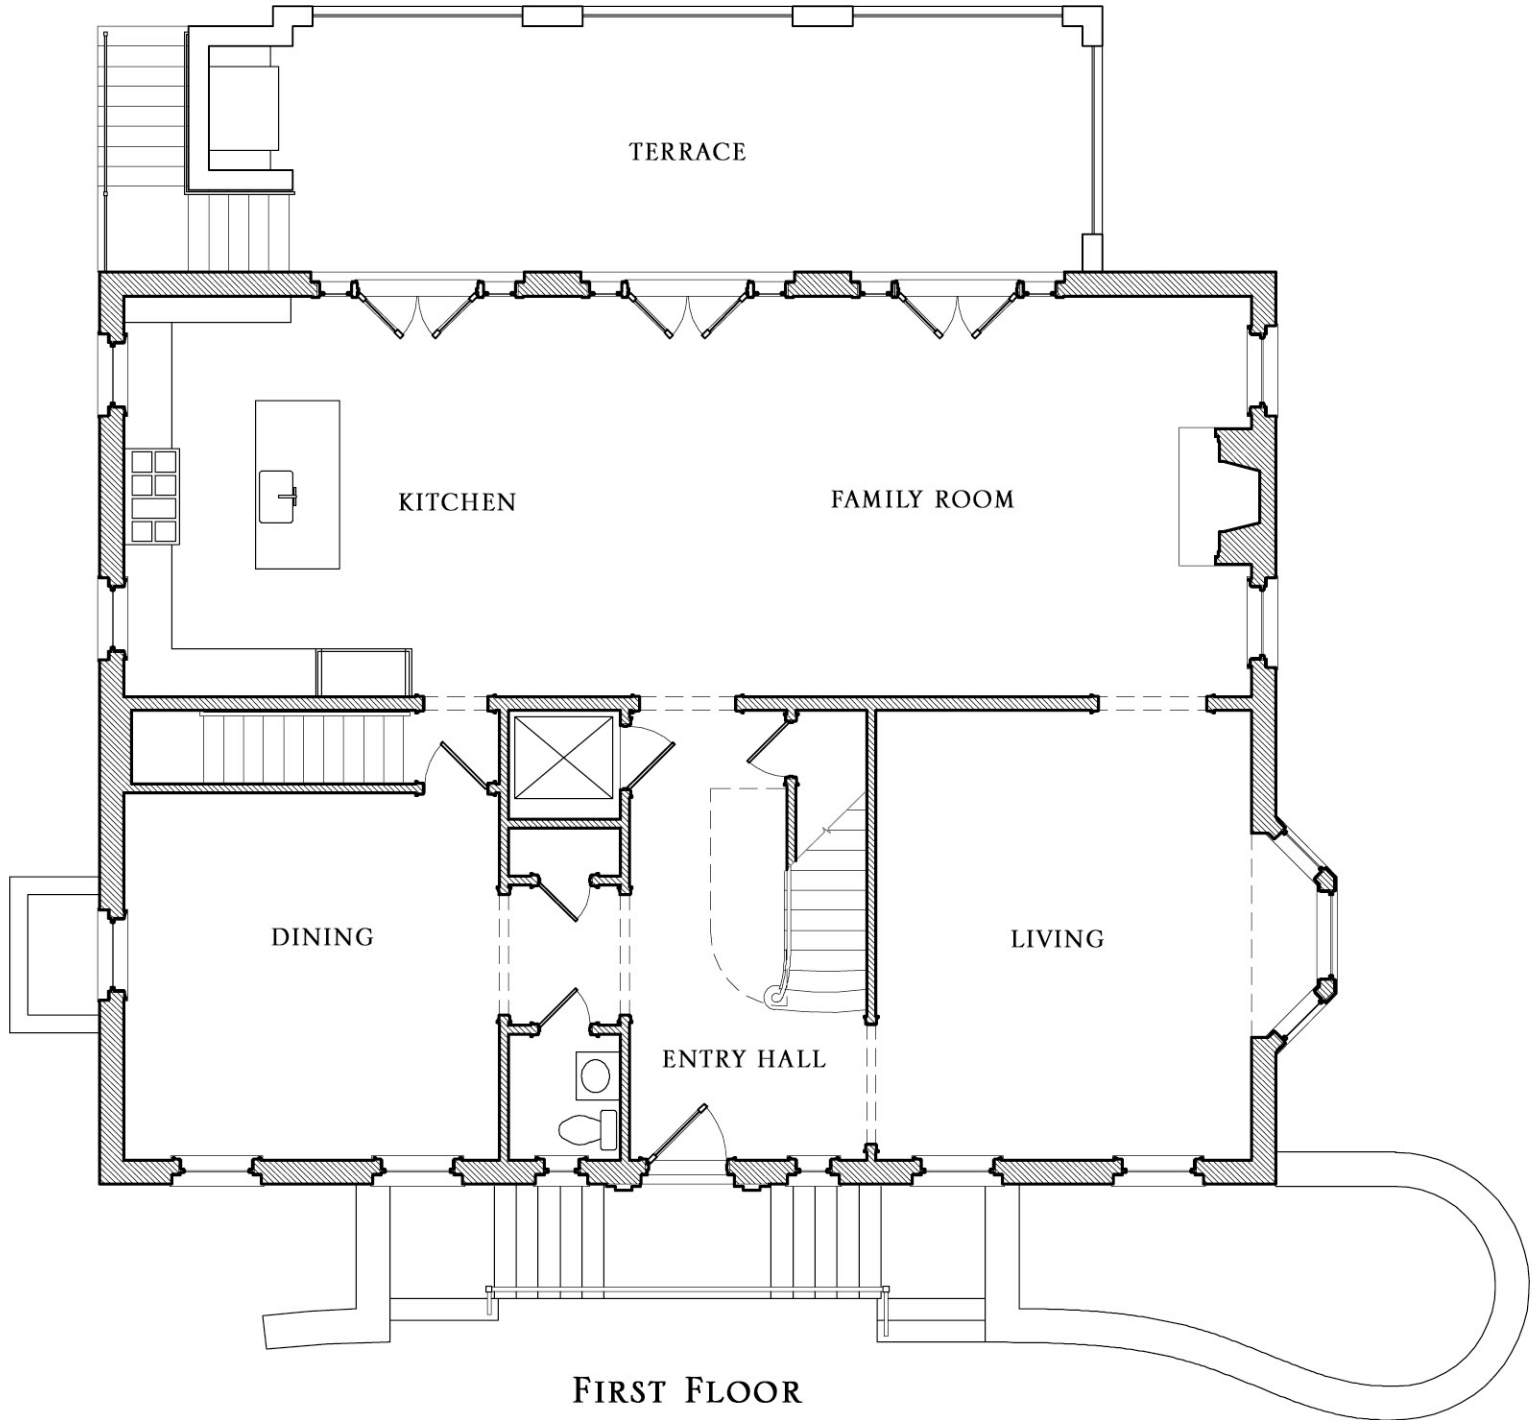 TERRACE
KITCHEN
FAMILY ROOM
DINING
LIVING
ENTRY HALL
FIRST FLOOR